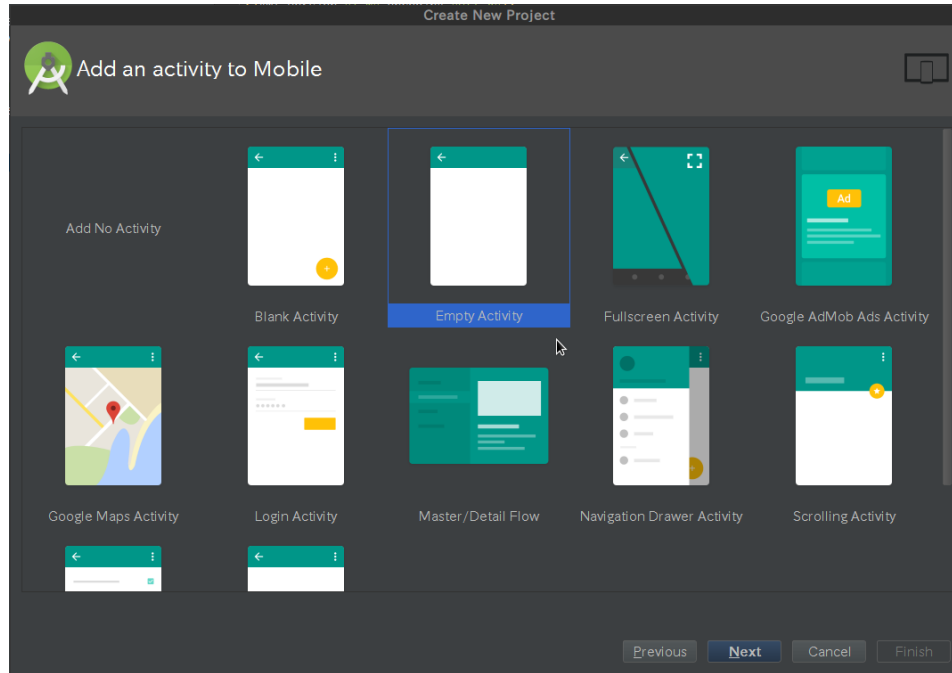 Create New Project
Add an activity to Mobile
Add No Activity
Blank Activity
Empty Activity
Fullscreen Activity
Ad
Google AdMob Ads Activity
Google Maps Activity
Login Activity
Master/Detail Flow
Navigation Drawer Activity
Scrolling Activity
Previous
Next
Cancel
Finish